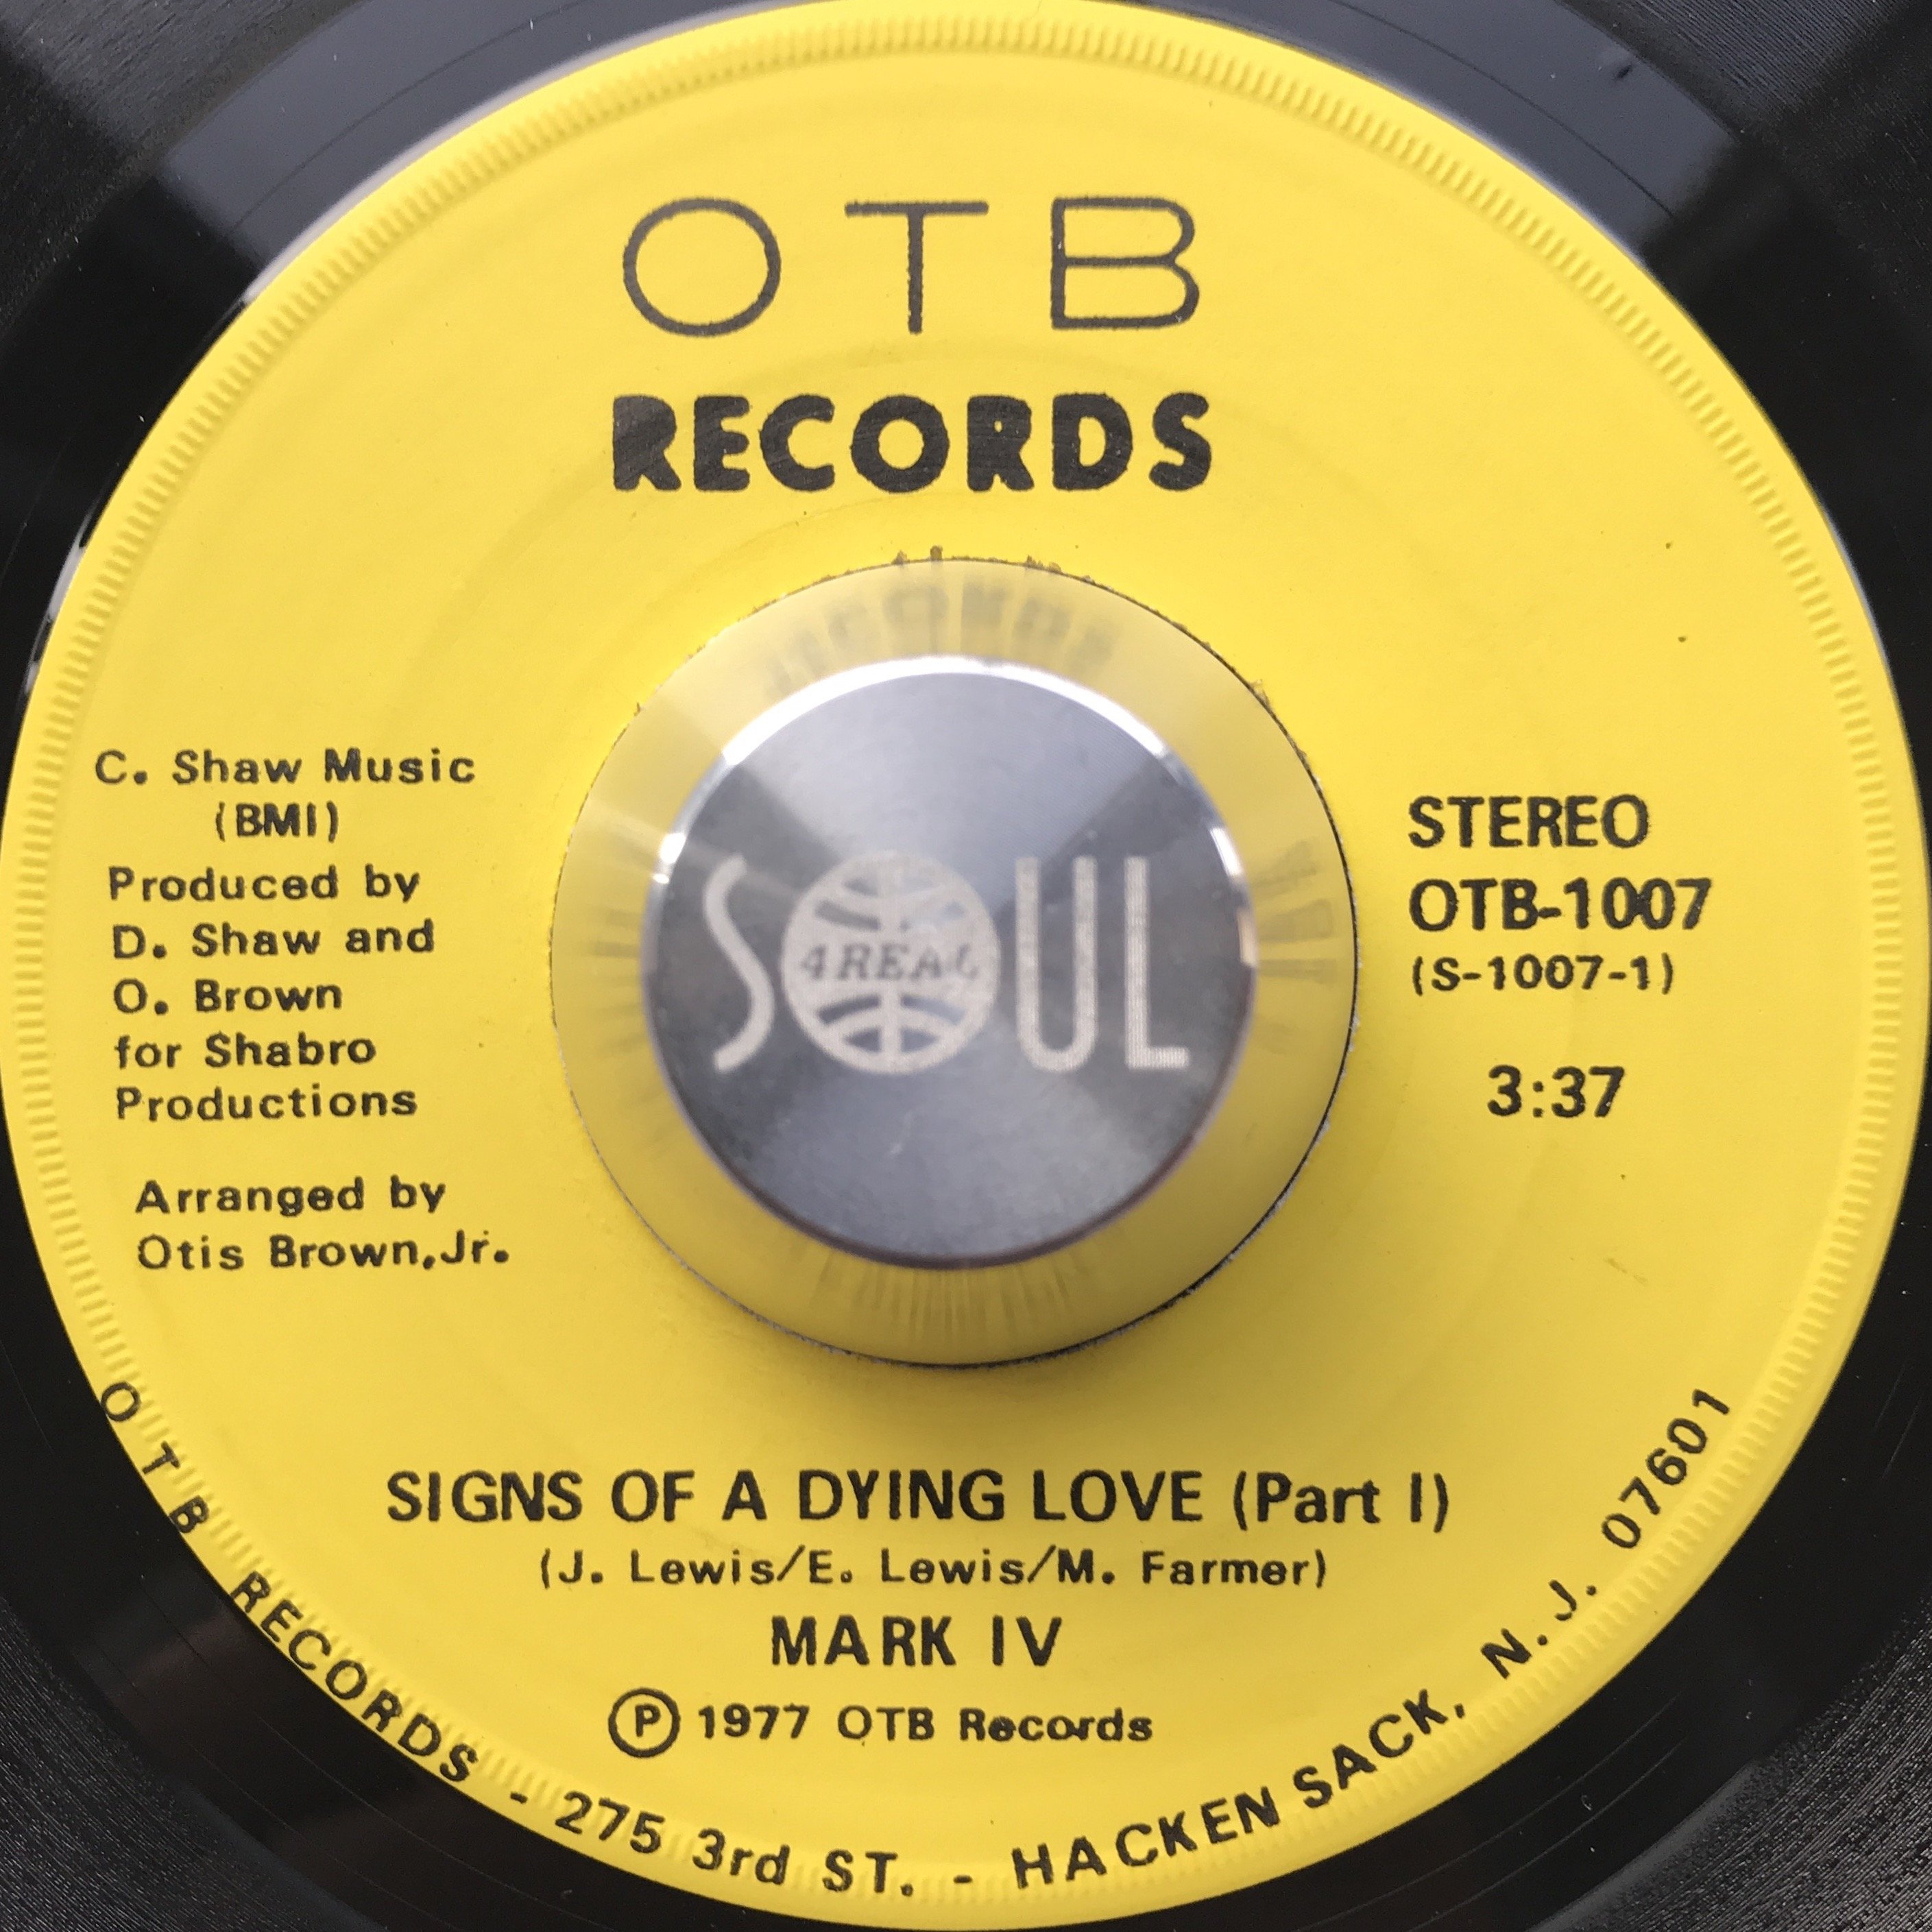 OTB
RECORDS
C. Shaw Music
(BMI)
Produced by
D. Shaw and
O. Brown
for Shabro
Productions
Arranged by
Otis Brown,Jr.
SOUL
4REAL
STEREO
OTB-1007
(S-1007-1)
3:37
SIGNS OF A DYING LOVE (Part I)
(J. Lewis/E. Lewis/M. Farmer)
MARK IV
Ⓟ 1977 OTB Records
O T B RECORDS - 275 3rd ST. - HACKEN SACK, N.J. 07601